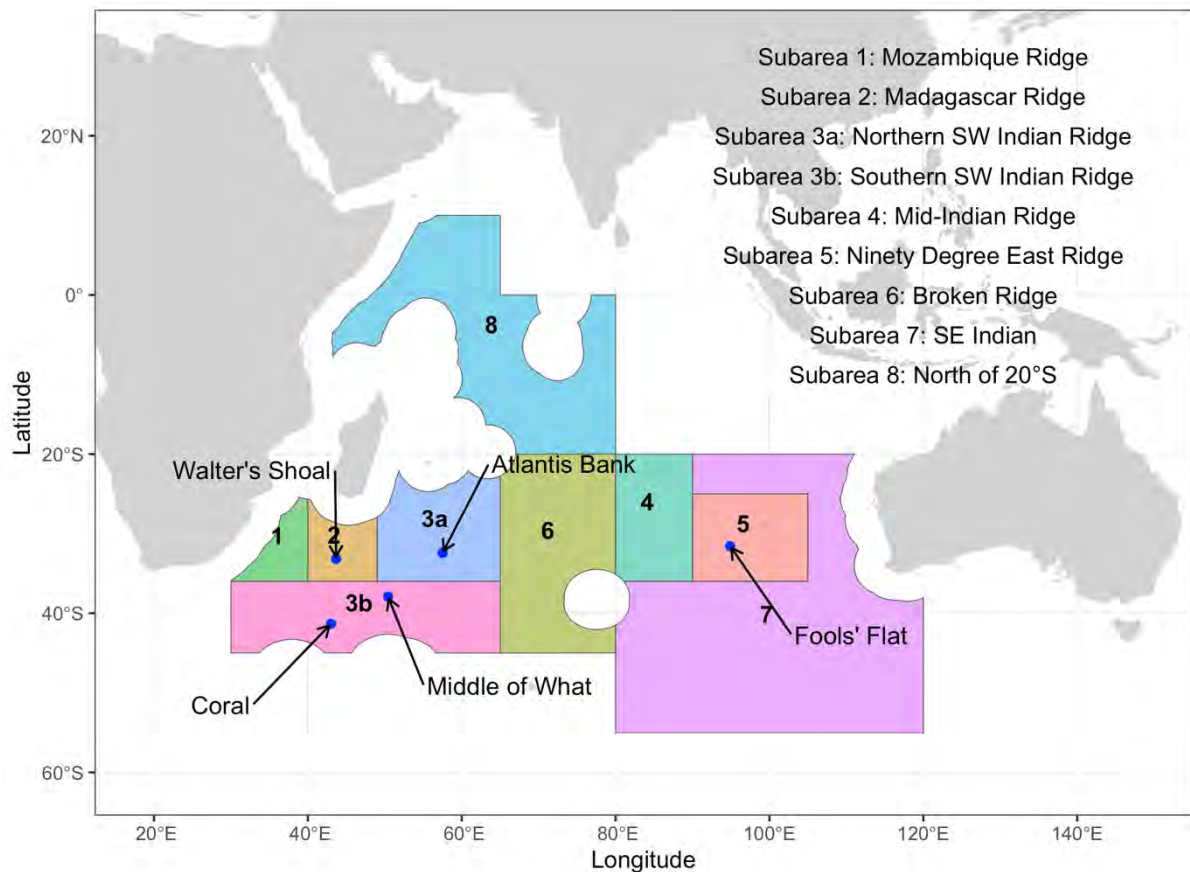 Subarea 1: Mozambique Ridge
Subarea 2: Madagascar Ridge
Subarea 3a: Northern SW Indian Ridge
Subarea 3b: Southern SW Indian Ridge
Subarea 4: Mid-Indian Ridge
Subarea 5: Ninety Degree East Ridge
Subarea 6: Broken Ridge
Subarea 7: SE Indian
Subarea 8: North of 20°S
20°N
0°
20°S
40°S
60°S
Latitude
8
Walter's Shoal
Atlantis Bank
1
2
3a
6
4
5
3b
7
Fools' Flat
Middle of What
Coral
20°E
40°E
60°E
80°E
100°E
120°E
140°E
Longitude